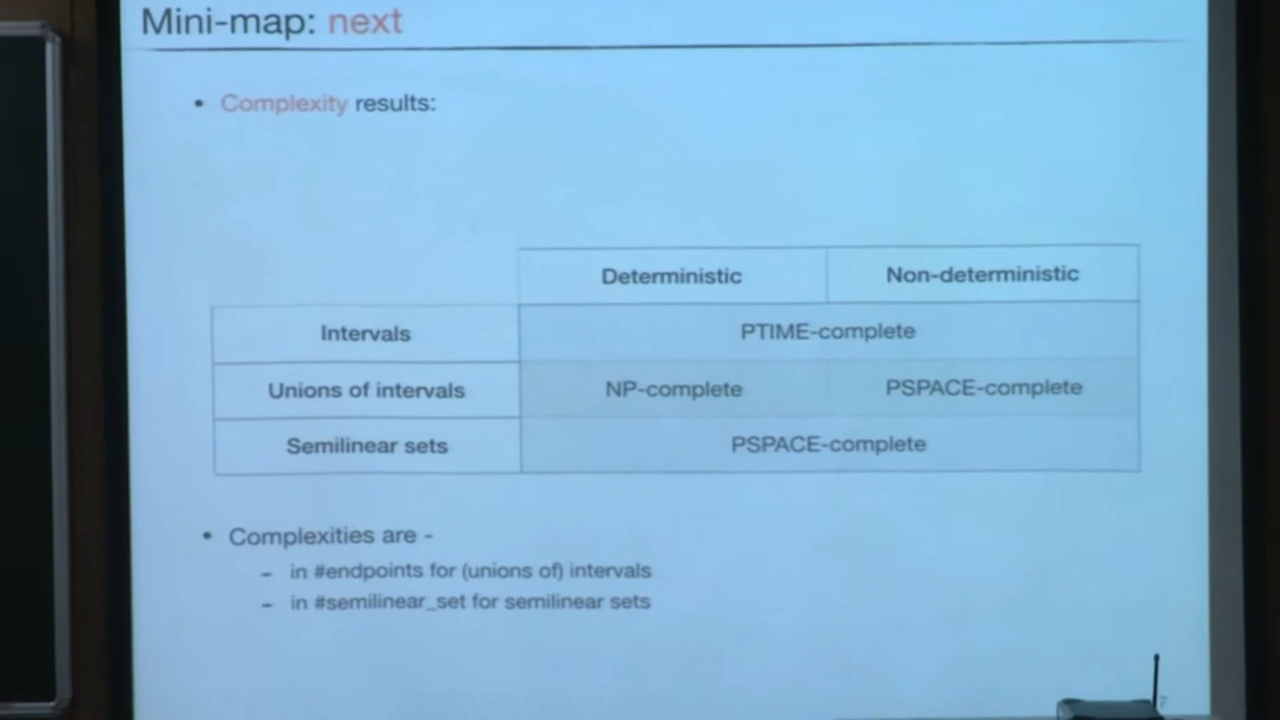 Mini-map: next
• Complexity results:
Deterministic Non-deterministic
Intervals PTIME-complete
Unions of intervals NP-complete PSPACE-complete
Semilinear sets PSPACE-complete
• Complexities are -
– in #endpoints for (unions of) intervals
– in #semilinear_set for semilinear sets